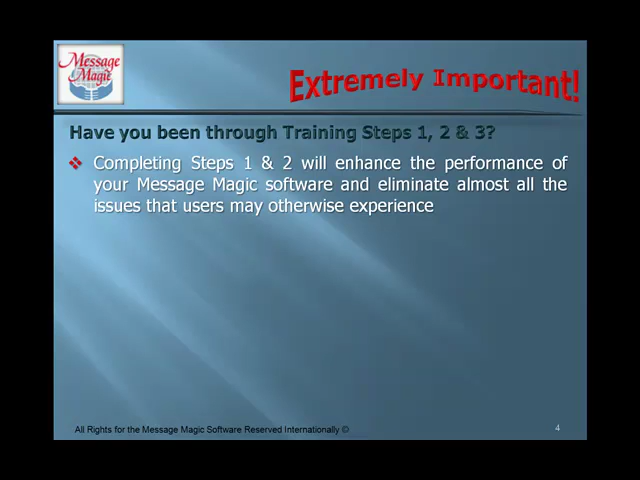 Message
Magic
Extremely Important!
Have you been through Training Steps 1, 2 & 3?
❖ Completing Steps 1 & 2 will enhance the performance of
your Message Magic software and eliminate almost all the
issues that users may otherwise experience
All Rights for the Message Magic Software Reserved Internationally ©
4